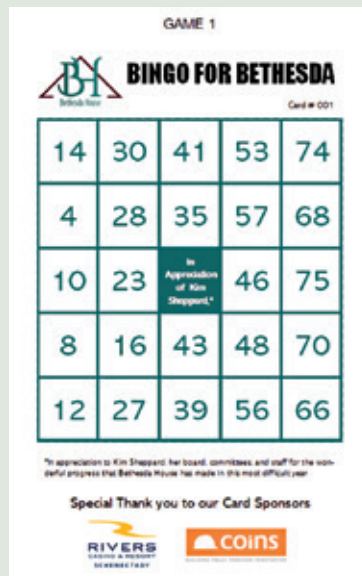 GAME 1
BH
Bethesda House
BINGO FOR BETHESDA
Card # 001
14 30 41 53 74
4 28 35 57 68
10 23 In Appreciation of Kim Sheppard,* 46 75
8 16 43 48 70
12 27 39 56 66
*In appreciation to Kim Sheppard, her board, committees, and staff for the won-
derful progress that Bethesda House has made in this most difficult year
Special Thank you to our Card Sponsors
RIVERS
CASINO & RESORT
SCHENECTADY
COINS